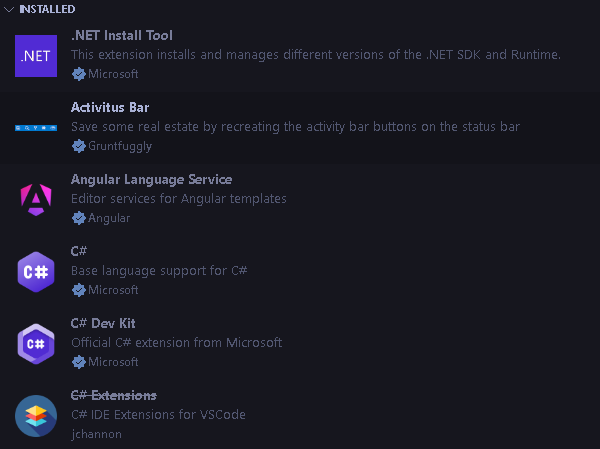 INSTALLED
.NET Install Tool
.NET
This extension installs and manages different versions of the .NET SDK and Runtime.
Microsoft
Activitus Bar
Save some real estate by recreating the activity bar buttons on the status bar
Gruntfuggly
Angular Language Service
Editor services for Angular templates
Angular
C#
C#
Base language support for C#
Microsoft
C# Dev Kit
C#
Official C# extension from Microsoft
Microsoft
C# Extensions
C# IDE Extensions for VSCode
jchannon